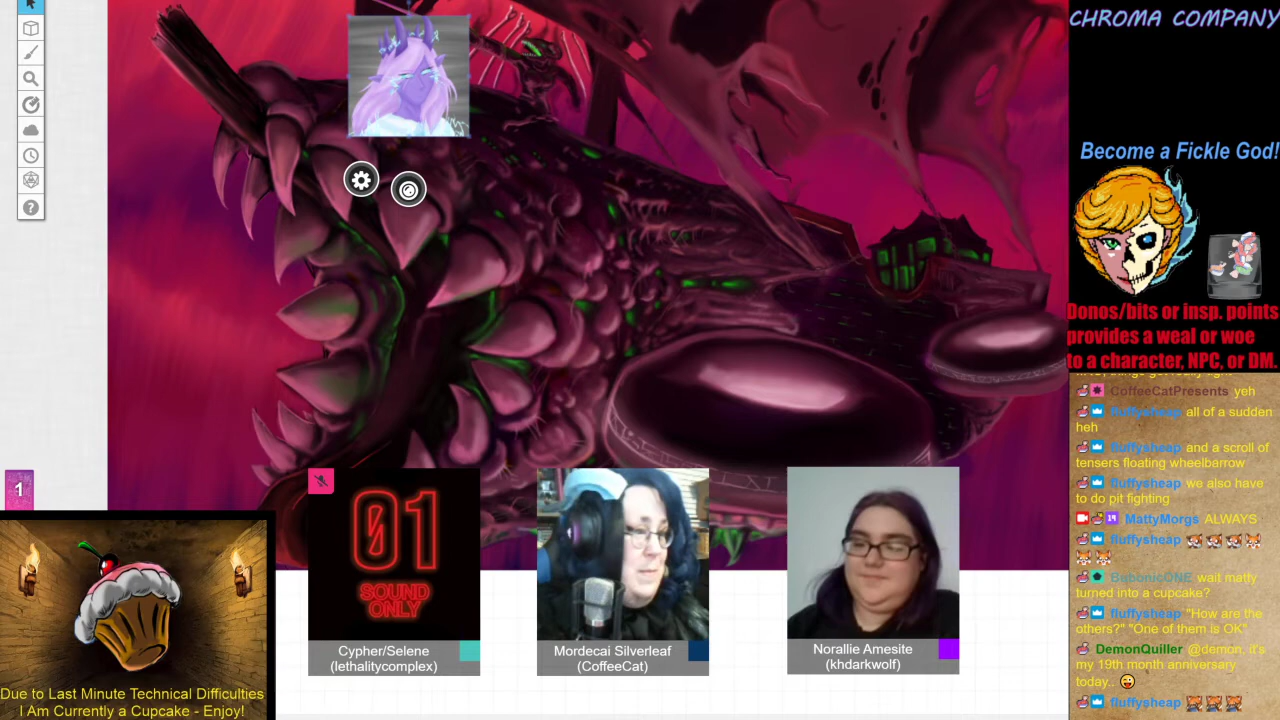 CHROMA COMPANY
Become a Fickle God!
Donos/bits or insp. points
provides a weal or woe
to a character, NPC, or DM.
CoffeeCatPresents yeh
fluffysheap all of a sudden
heh
fluffysheap and a scroll of
tensers floating wheelbarrow
fluffysheap we also have
to do pit fighting
19 MattyMorgs ALWAYS
fluffysheap
BubonicONE wait matty
turned into a cupcake?
fluffysheap "How are the
others?" "One of them is OK"
DemonQuiller @demon, it's
my 19th month anniversary
today..
fluffysheap
1
01
SOUND
ONLY
Cypher/Selene
(lethalitycomplex)
Mordecai Silverleaf
(CoffeeCat)
Norallie Amesite
(khdarkwolf)
Due to Last Minute Technical Difficulties
I Am Currently a Cupcake - Enjoy!